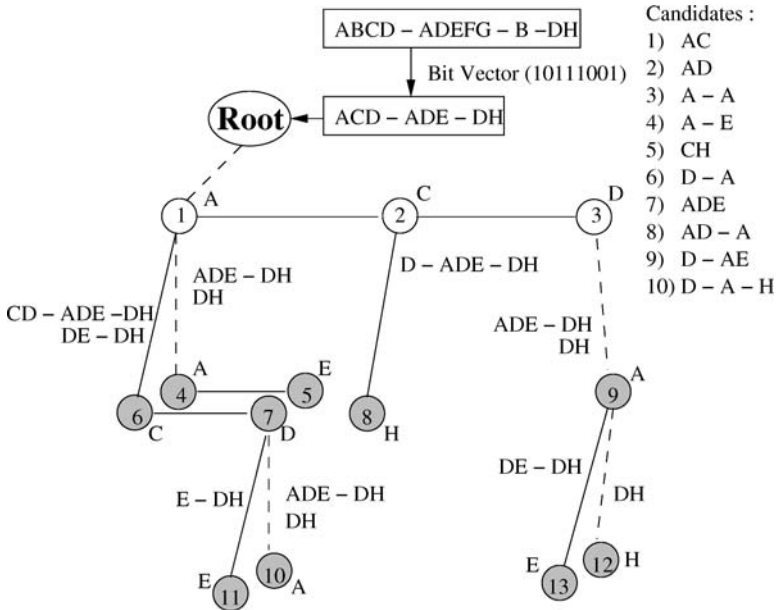 ABCD – ADEFG – B –DH
Bit Vector (10111001)
Root
ACD – ADE – DH
Candidates :
1) AC
2) AD
3) A – A
4) A – E
5) CH
6) D – A
7) ADE
8) AD – A
9) D – AE
10) D – A – H
A
C
D
1
2
3
ADE – DH
DH
D – ADE – DH
CD – ADE –DH
DE – DH
ADE – DH
DH
A
E
A
4
5
9
6
7
8
C
D
H
E – DH
ADE – DH
DH
DE – DH
DH
E
11
10
A
E
13
12
H